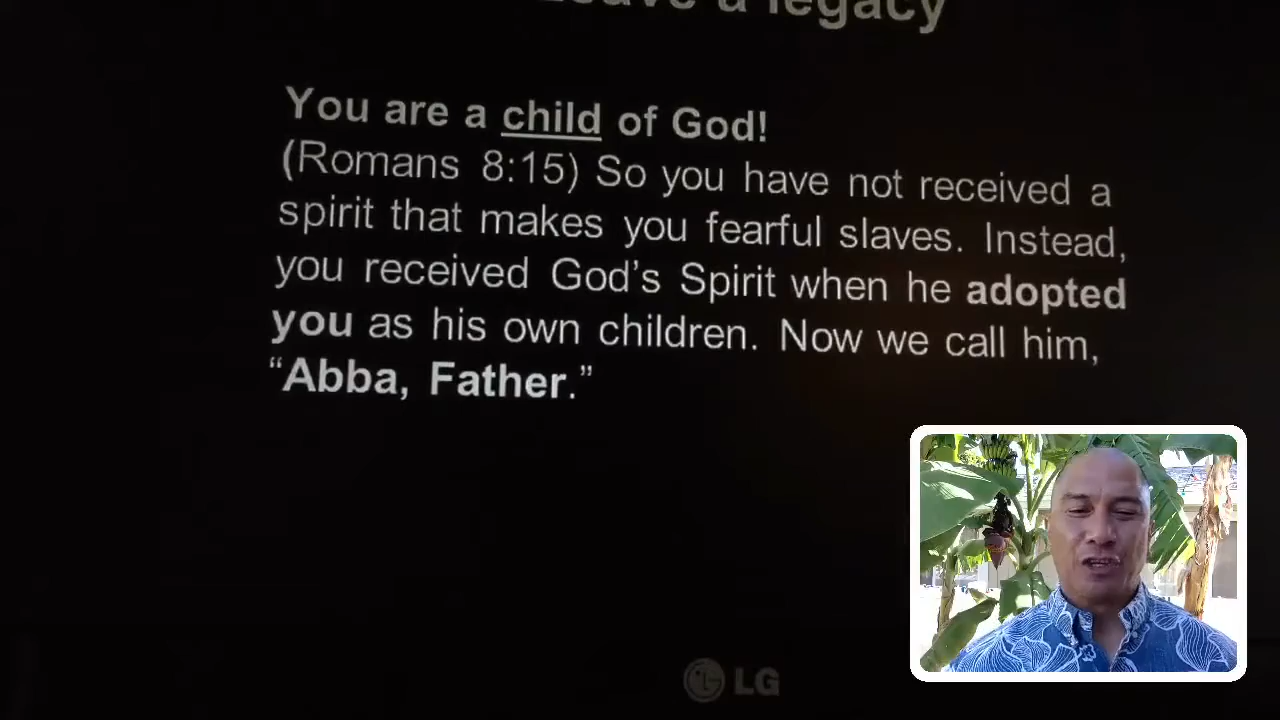 Leave a legacy
You are a child of God!
(Romans 8:15) So you have not received a
spirit that makes you fearful slaves. Instead,
you received God's Spirit when he adopted
you as his own children. Now we call him,
“Abba, Father.”
LG